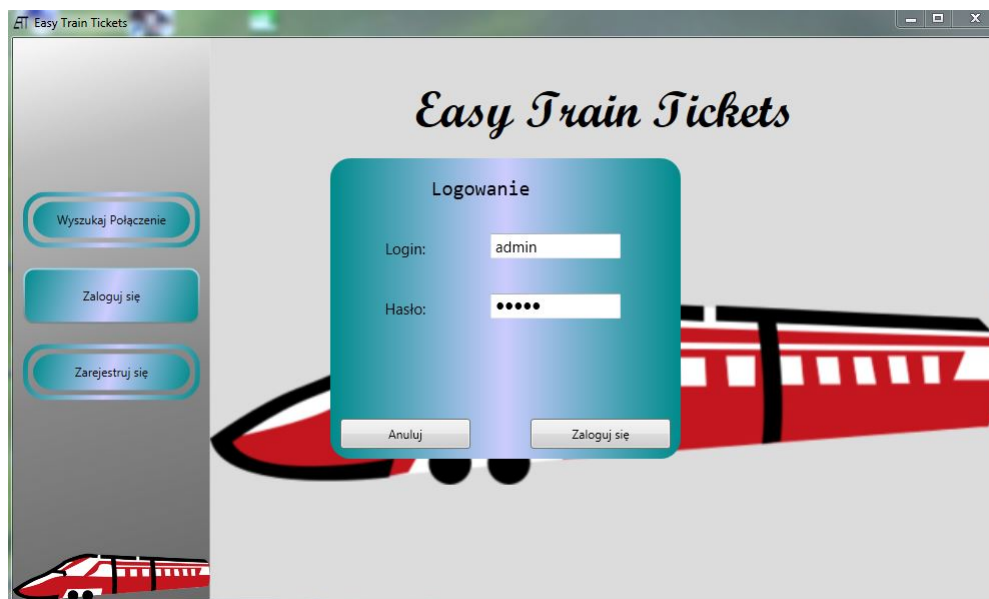 Easy Train Tickets
Easy Train Tickets
Wyszukaj Połączenie
Zaloguj się
Zarejestruj się
Logowanie
Login: admin
Hasło: •••••
Anuluj Zaloguj się